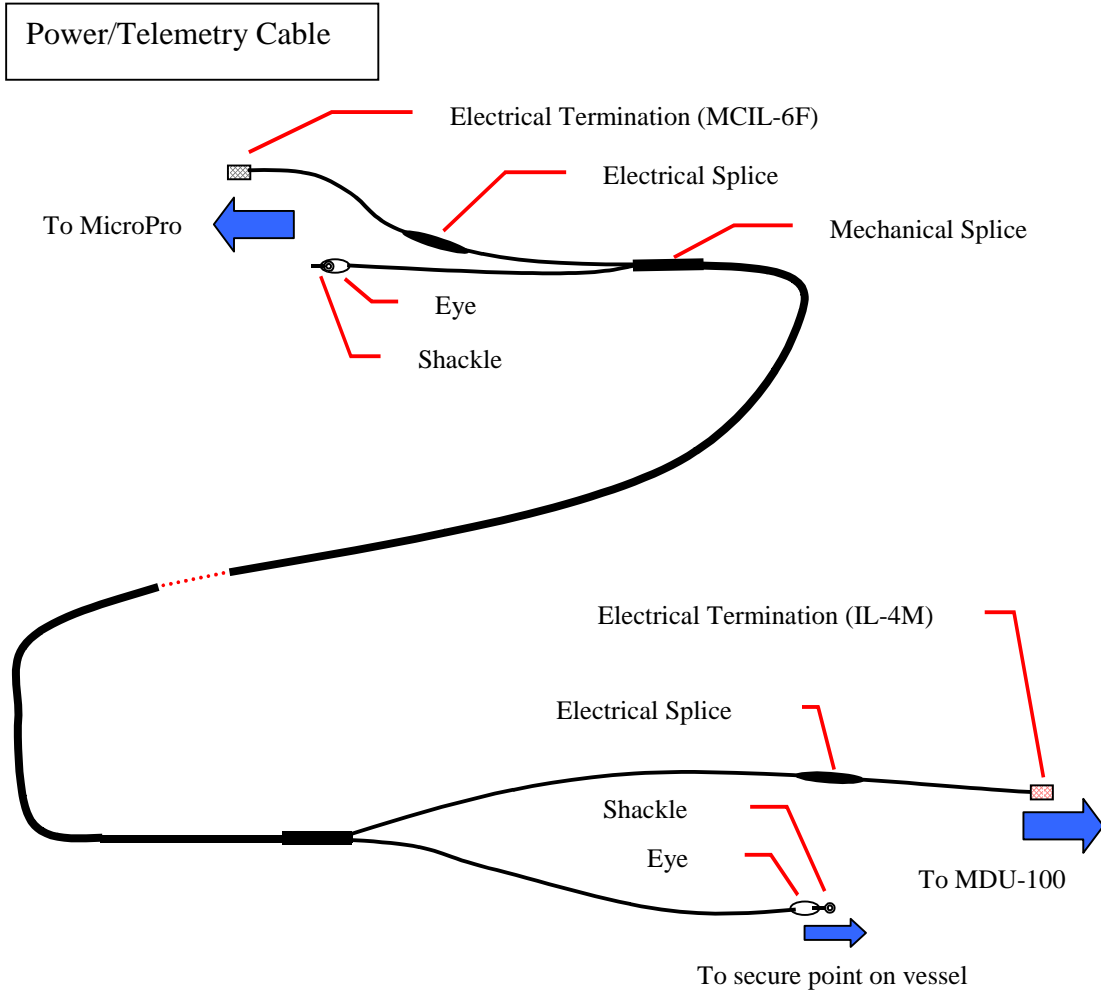 Power/Telemetry Cable
Electrical Termination (MCIL-6F)
Electrical Splice
To MicroPro
Mechanical Splice
Eye
Shackle
Electrical Termination (IL-4M)
Electrical Splice
Shackle
Eye
To MDU-100
To secure point on vessel